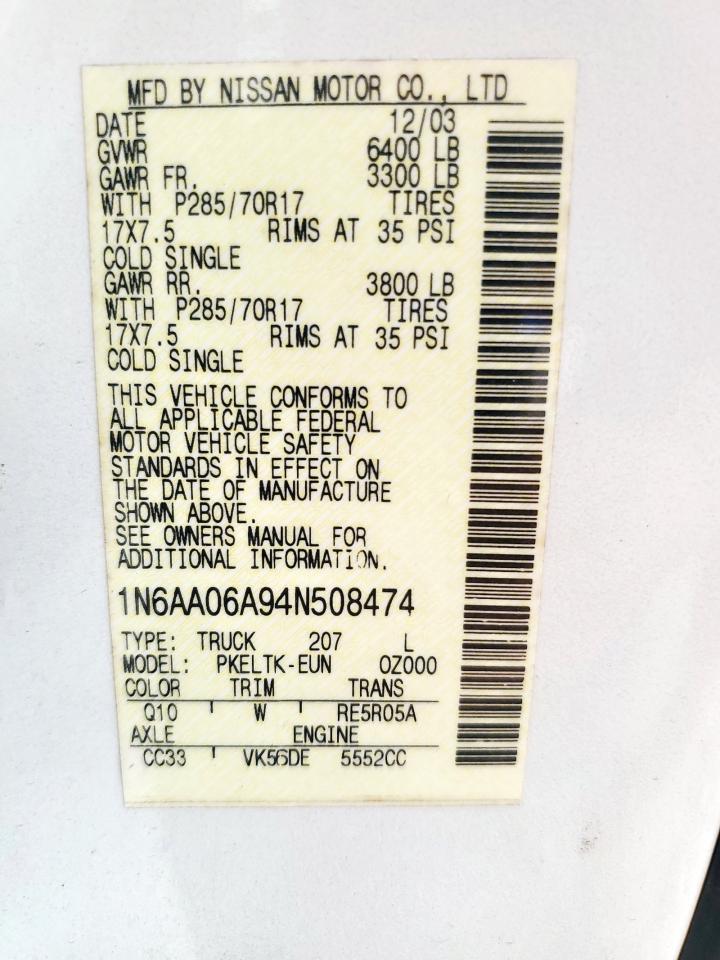 MFD BY NISSAN MOTOR CO., LTD
DATE 12/03
GVWR 6400 LB
GAWR FR. 3300 LB
WITH P285/70R17 TIRES
17X7.5 RIMS AT 35 PSI
COLD SINGLE
GAWR RR. 3800 LB
WITH P285/70R17 TIRES
17X7.5 RIMS AT 35 PSI
COLD SINGLE
THIS VEHICLE CONFORMS TO
ALL APPLICABLE FEDERAL
MOTOR VEHICLE SAFETY
STANDARDS IN EFFECT ON
THE DATE OF MANUFACTURE
SHOWN ABOVE.
SEE OWNERS MANUAL FOR
ADDITIONAL INFORMATION.
1N6AA06A94N508474
TYPE: TRUCK 207 L
MODEL: PKELTK-EUN OZ000
COLOR TRIM TRANS
Q10 W RE5R05A
AXLE ENGINE
CC33 VK56DE 5552CC